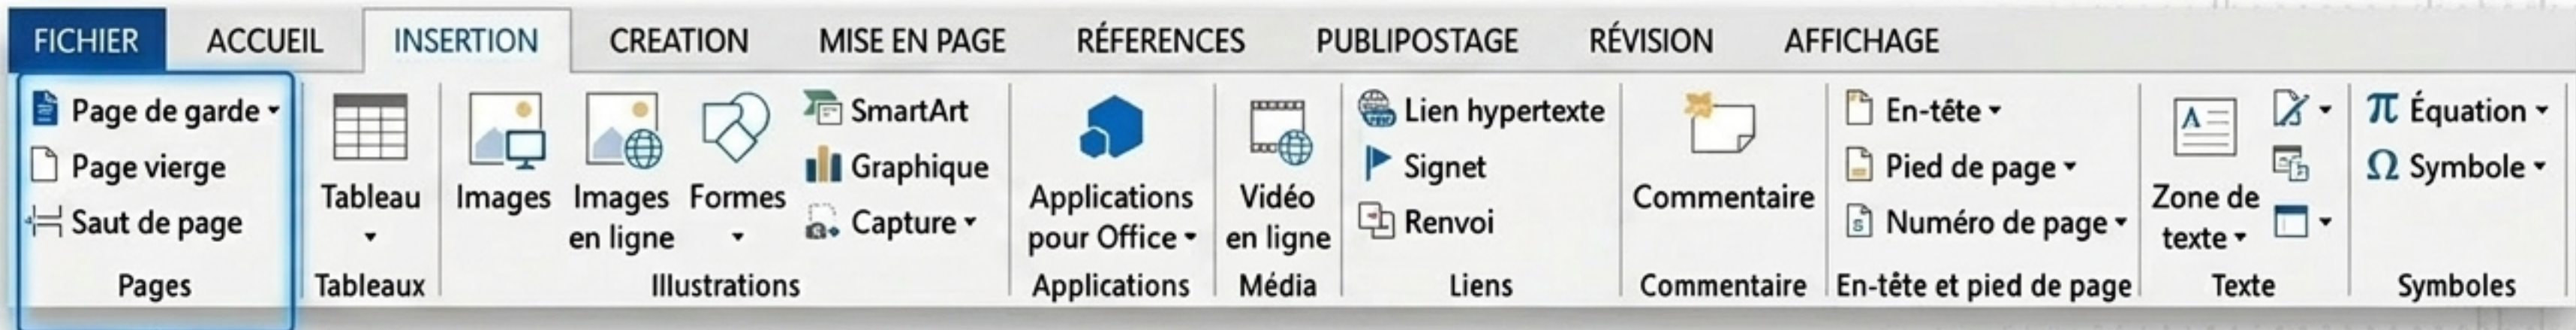 FICHIER ACCUEIL INSERTION CREATION MISE EN PAGE RÉFERENCES PUBLIPOSTAGE RÉVISION AFFICHAGE
Page de garde
Page vierge
Saut de page
Pages
Tableau
Tableaux
Images
Images
en ligne
Formes
SmartArt
Graphique
Capture
Illustrations
Applications
pour Office
Applications
Vidéo
en ligne
Média
Lien hypertexte
Signet
Renvoi
Liens
Commentaire
Commentaire
En-tête
Pied de page
Numéro de page
En-tête et pied de page
A
Zone de
texte
Texte
π Équation
Ω Symbole
Symboles